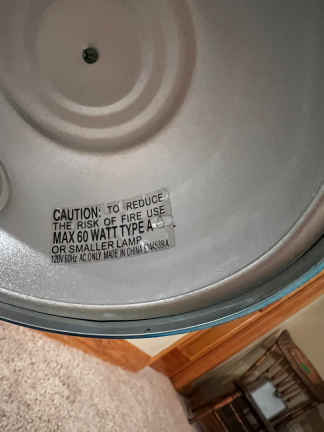 CAUTION: TO REDUCE
THE RISK OF FIRE USE
MAX 60 WATT TYPE A
OR SMALLER LAMP
120V 60Hz AC ONLY MADE IN CHINA